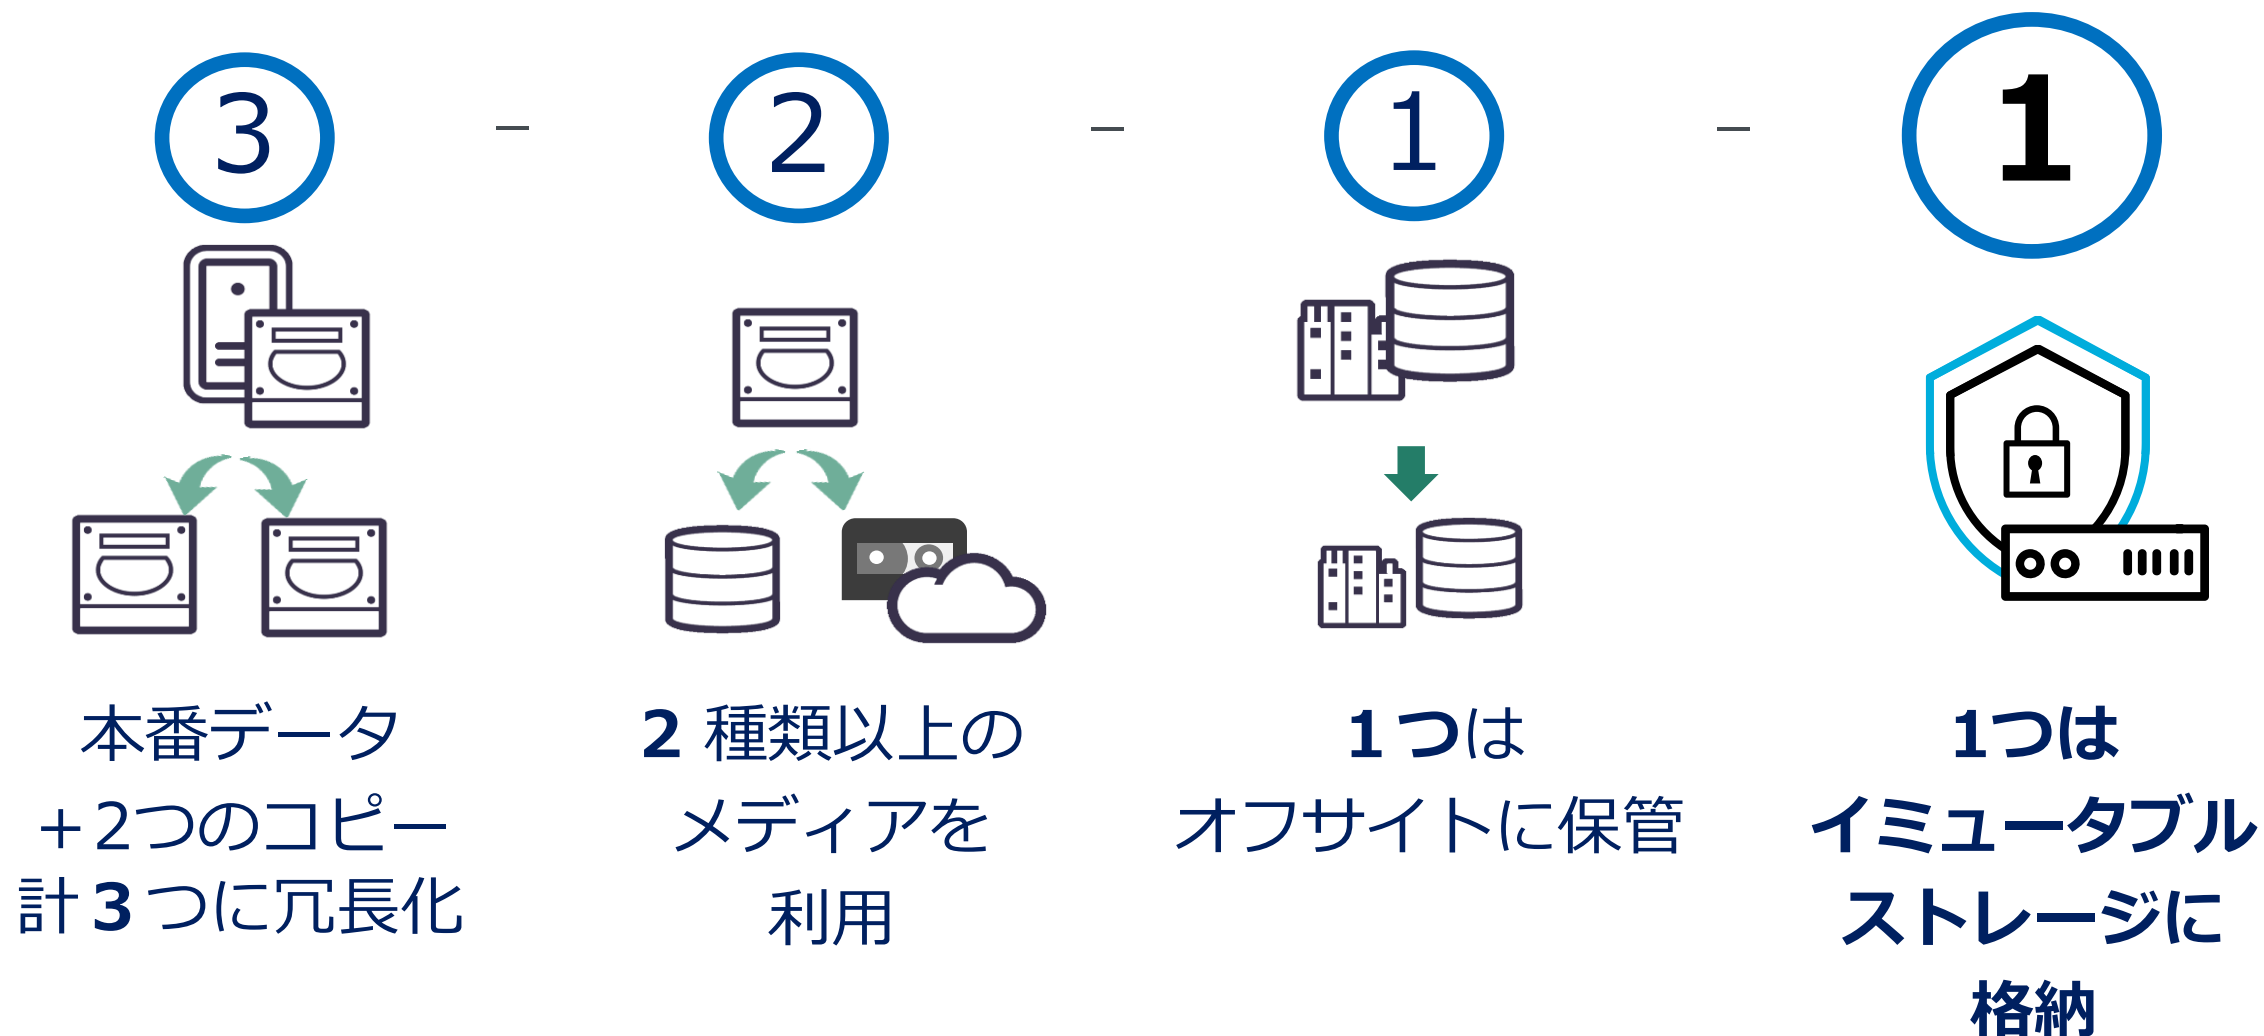 3 – 2 – 1 – 1
本番データ
+2つのコピー
計3つに冗長化
2 種類以上の
メディアを
利用
1つは
オフサイトに保管
1つは
イミュータブル
ストレージに
格納